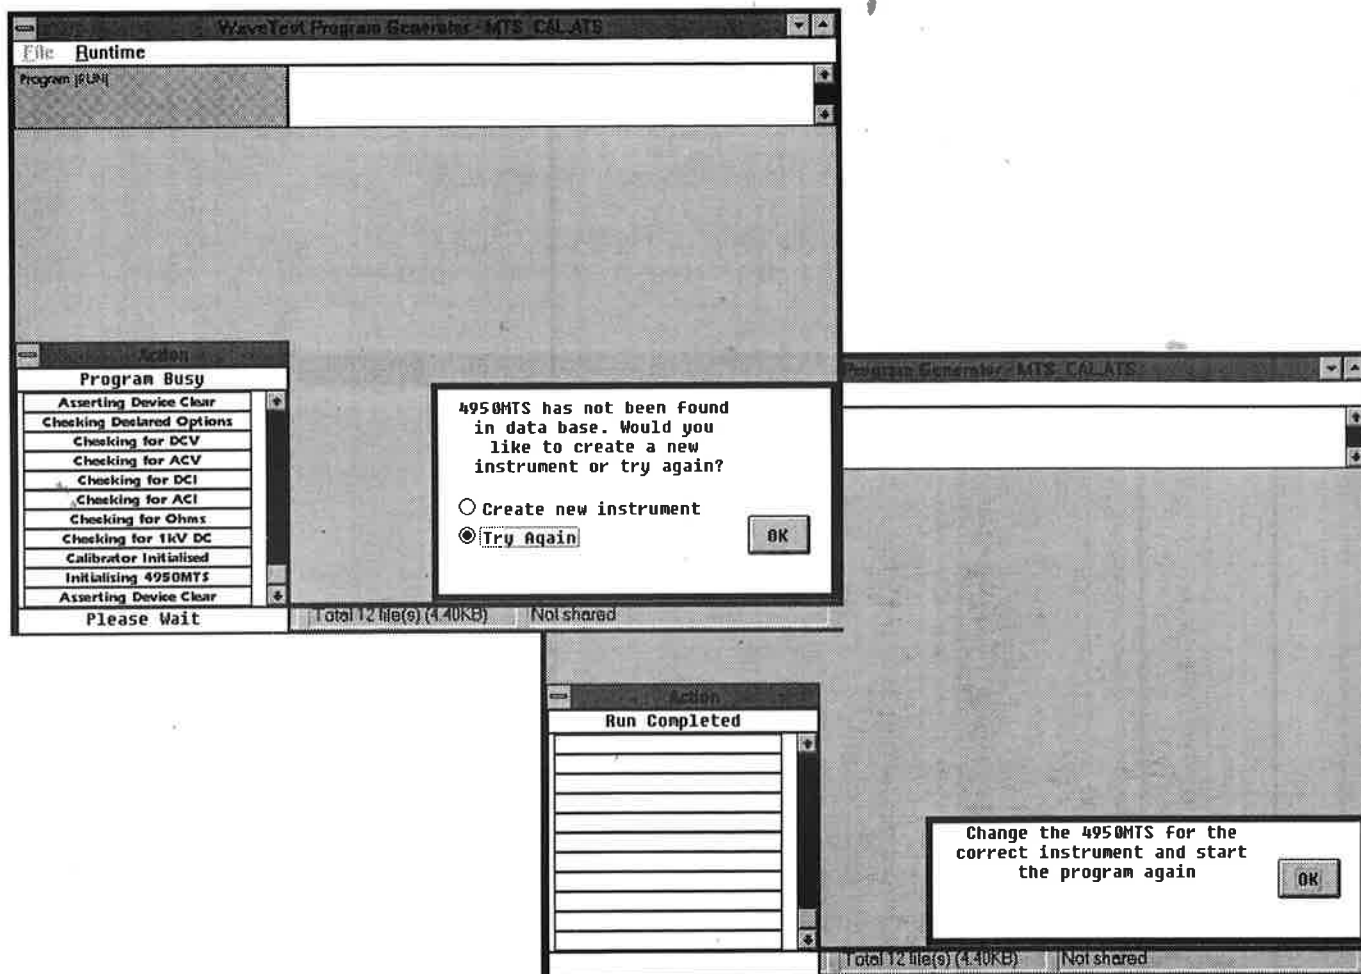 WaveTest Program Generator - MTS_CAL.ATS
File Runtime
Program [RUN]
Action
Program Busy
Asserting Device Clear
Checking Declared Options
Checking for DCV
Checking for ACV
Checking for DCI
Checking for ACI
Checking for Ohms
Checking for 1kV DC
Calibrator Initialised
Initialising 4950MTS
Asserting Device Clear
Please Wait
4950MTS has not been found
in data base. Would you
like to create a new
instrument or try again?
Create new instrument
Try Again
OK
Total 12 file(s) (4.40KB) Not shared
Program Generator - MTS_CAL.ATS
Action
Run Completed
Change the 4950MTS for the
correct instrument and start
the program again
OK
Total 12 file(s) (4.40KB) Not shared